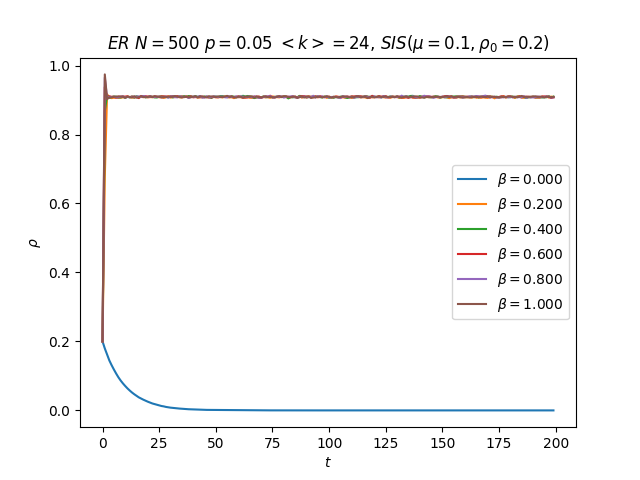 ER N = 500 p = 0.05 < k >= 24, SIS(μ = 0.1, ρ₀ = 0.2)
1.0
0.8
0.6
0.4
0.2
0.0
ρ
β = 0.000
β = 0.200
β = 0.400
β = 0.600
β = 0.800
β = 1.000
0 25 50 75 100 125 150 175 200
t